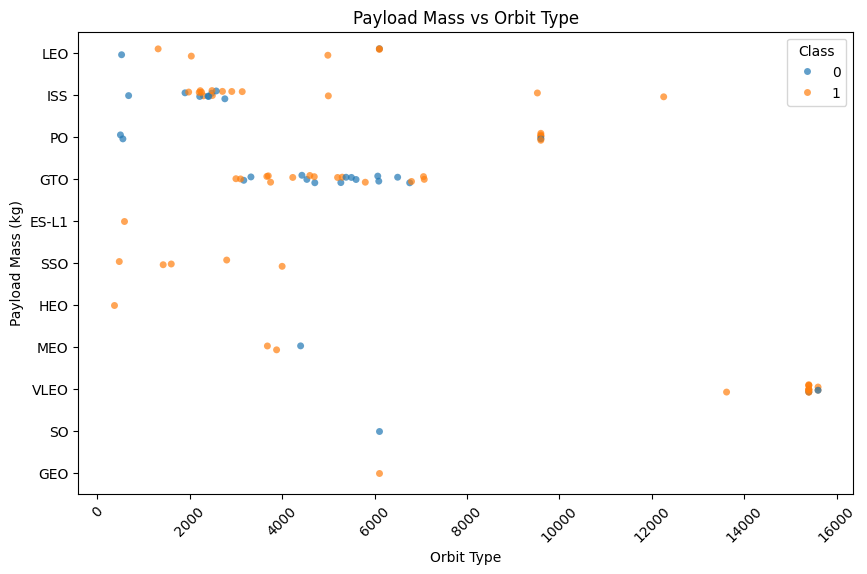 Payload Mass vs Orbit Type
Class
0
1
Payload Mass (kg)
LEO
ISS
PO
GTO
ES-L1
SSO
HEO
MEO
VLEO
SO
GEO
0
2000
4000
6000
8000
10000
12000
14000
16000
Orbit Type